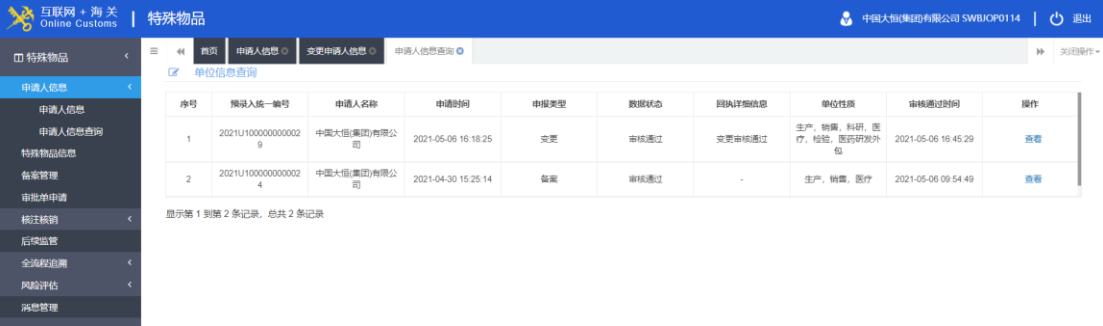 互联网 + 海关
Online Customs
特殊物品
中国大恒(集团)有限公司 SWBJOP0114
退出
特殊物品
首页
申请人信息
变更申请人信息
申请人信息查询
关闭操作
申请人信息
申请人信息
申请人信息查询
特殊物品信息
备案管理
审批单申请
核注核销
后续监管
全流程追溯
风险评估
消息管理
单位信息查询
序号 预录入统一编号 申请人名称 申请时间 申报类型 数据状态 回执详细信息 单位性质 审核通过时间 操作
1 2021U100000000002
9 中国大恒(集团)有限公
司 2021-05-06 16:18:25 变更 审核通过 变更审核通过 生产，销售，科研，医
疗，检验，医药研发外
包 2021-05-06 16:45:29 查看
2 2021U100000000002
4 中国大恒(集团)有限公
司 2021-04-30 15:25:14 备案 审核通过 - 生产，销售，医疗 2021-05-06 09:54:49 查看
显示第 1 到第 2 条记录，总共 2 条记录